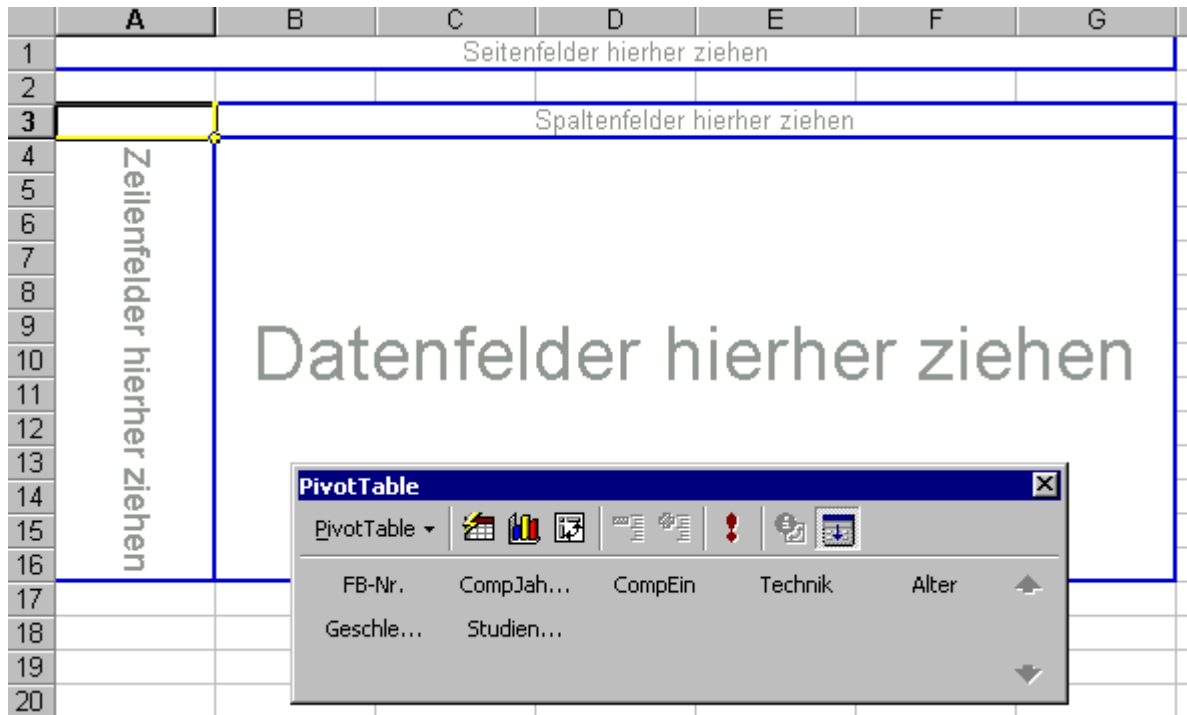 A B C D E F G
1 Seitenfelder hierher ziehen
2
3 Spaltenfelder hierher ziehen
4
5
6
7
8
9
10
11
12
13
14
15
16
17
18
19
20
Zeilenfelder hierher ziehen
Datenfelder hierher ziehen
PivotTable
PivotTable
FB-Nr. CompJah... CompEin Technik Alter
Geschle... Studien...